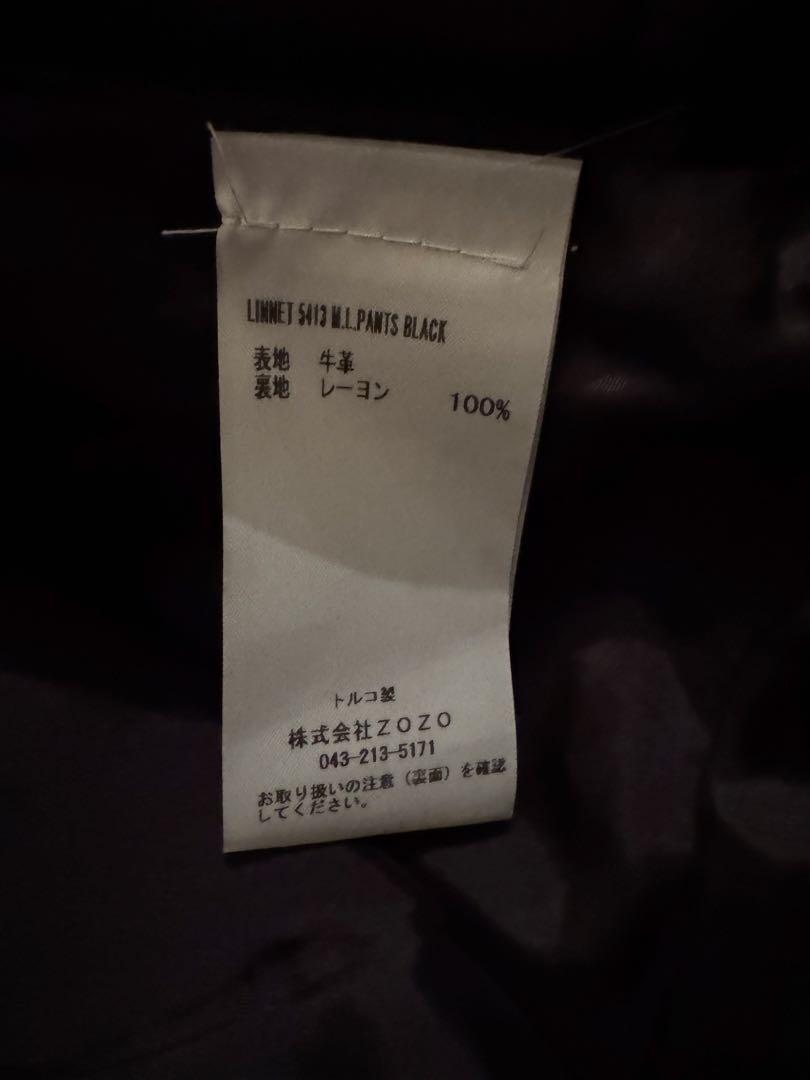 LINNET 5413 M.L.PANTS BLACK
表地 牛革
裏地 レーヨン 100%
トルコ製
株式会社ZOZO
043-213-5171
お取り扱いの注意（裏面）を確認
してください。